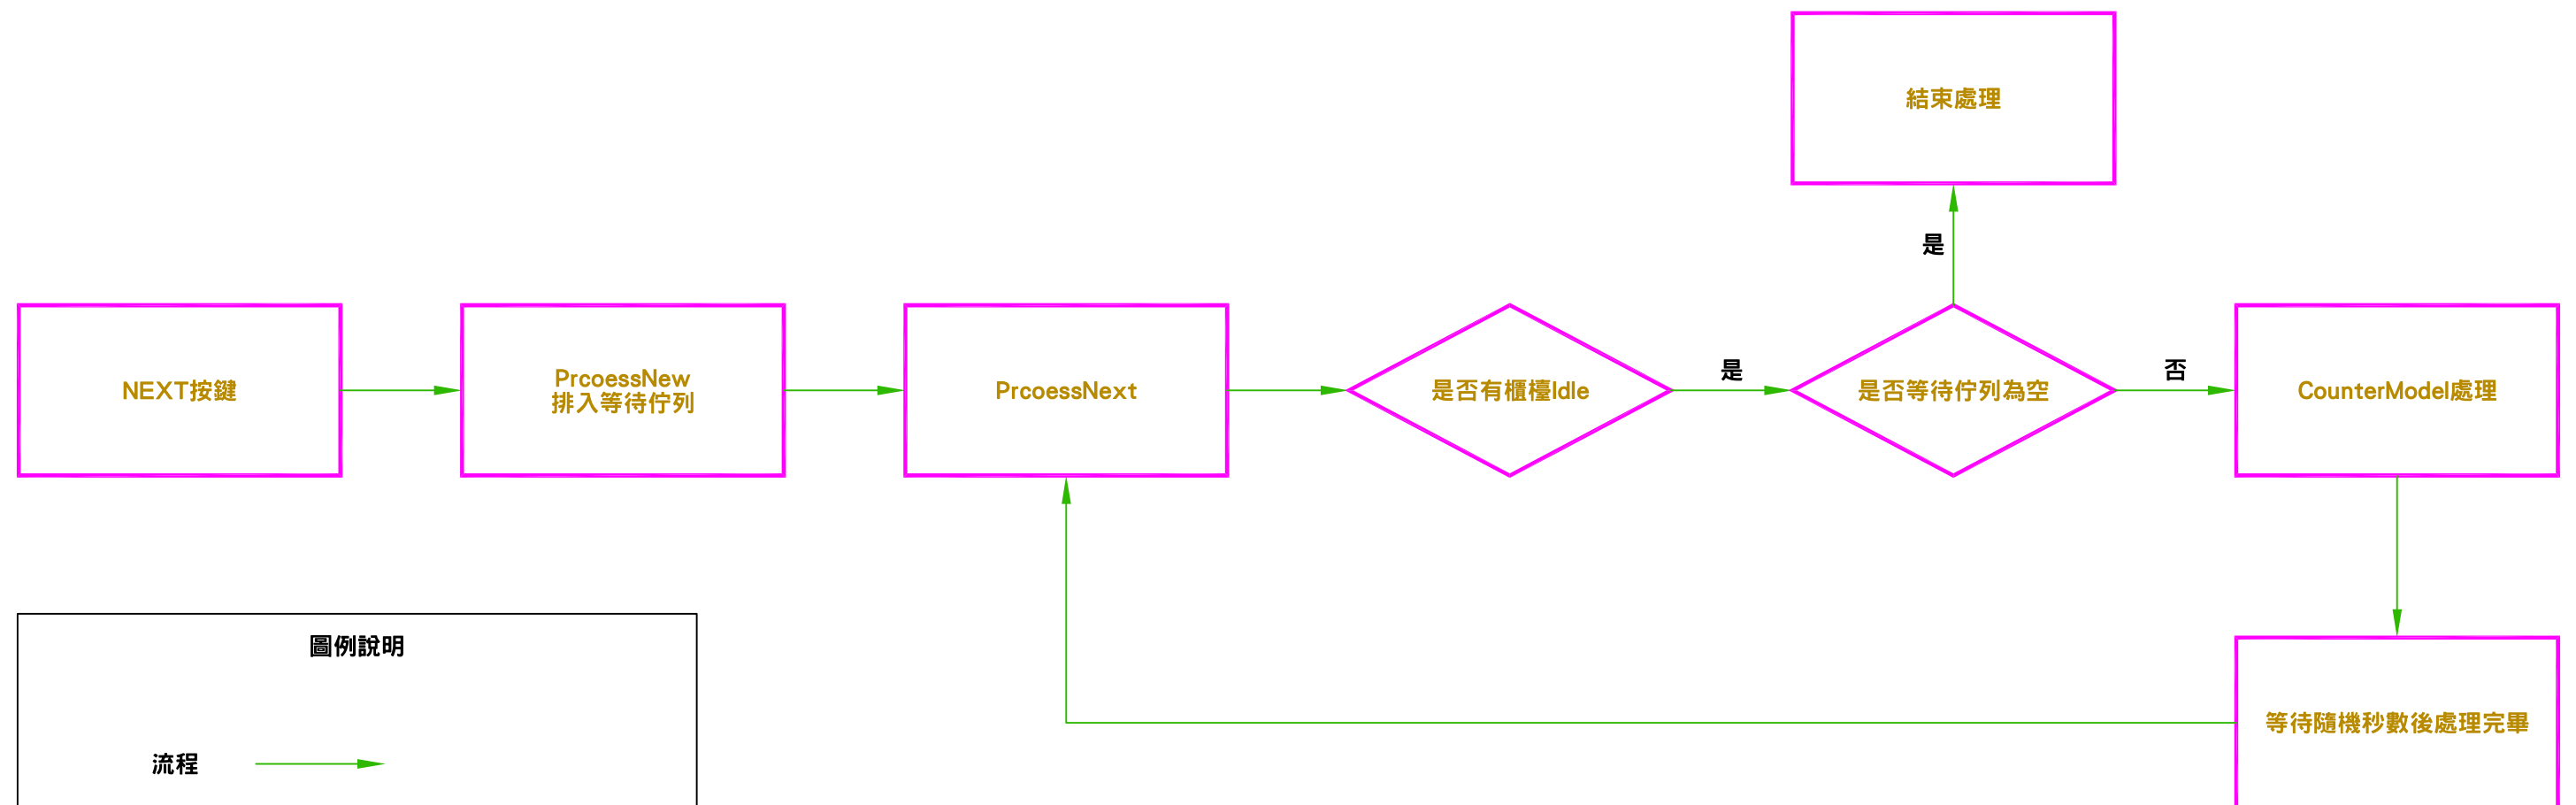 結束處理
是
NEXT按鍵
PrcoessNew
排入等待佇列
PrcoessNext
是否有櫃檯Idle
是
是否等待佇列為空
否
CounterModel處理
圖例說明
等待隨機秒數後處理完畢
流程